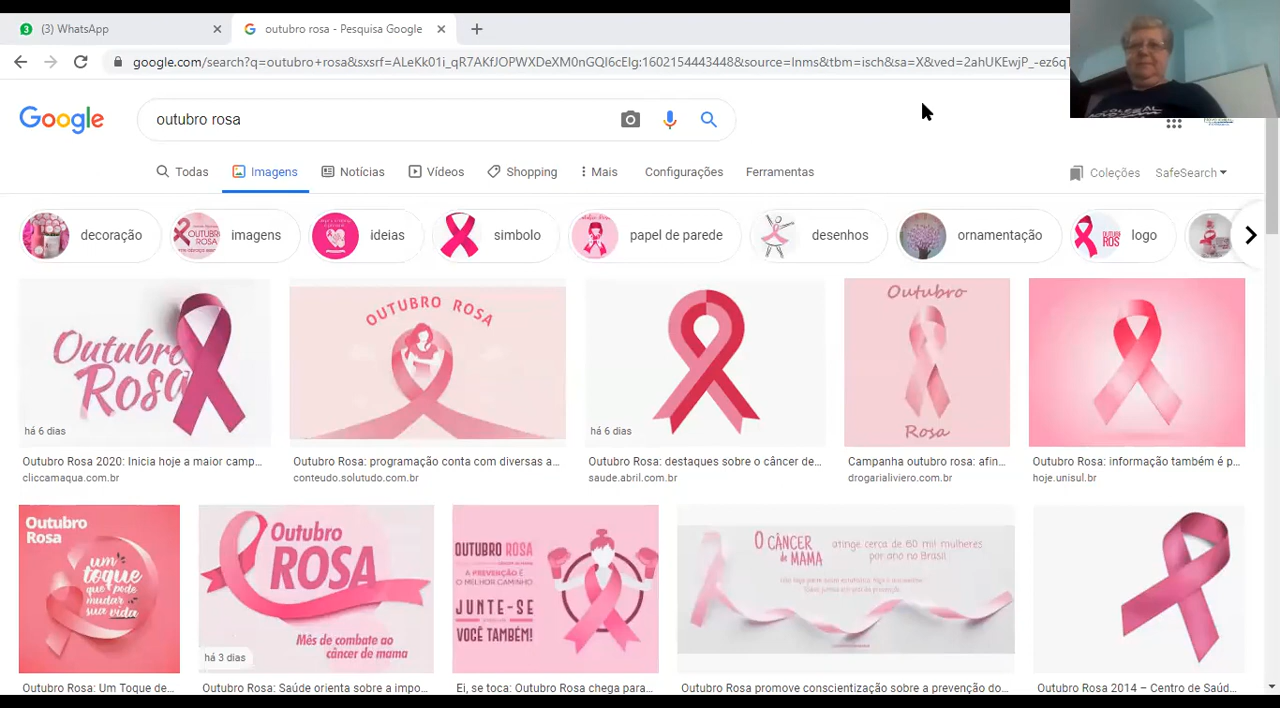 3 (3) WhatsApp
outubro rosa - Pesquisa Google
google.com/search?q=outubro+rosa&sxsrf=ALeKk01i_qR7AKfJOPWXDeXM0nGQI6cEIg:1602154443448&source=lnms&tbm=isch&sa=X&ved=2ahUKEwjP_-ez6qT
Google
outubro rosa
Todas Imagens Notícias Vídeos Shopping Mais Configurações Ferramentas
Coleções SafeSearch
decoração imagens ideias símbolo papel de parede desenhos ornamentação logo
Outubro
Rosa
há 6 dias
OUTUBRO ROSA
há 6 dias
Outubro
Rosa
Outubro Rosa 2020: Inicia hoje a maior camp...
cliccamaqua.com.br
Outubro Rosa: programação conta com diversas a...
conteudo.solutudo.com.br
Outubro Rosa: destaques sobre o câncer de...
saude.abril.com.br
Campanha outubro rosa: afin...
drogarialiviero.com.br
Outubro Rosa: informação também é p...
hoje.unisul.br
Outubro
Rosa
um
toque
que pode
mudar
sua vida
Outubro
ROSA
Mês de combate ao
câncer de mama
há 3 dias
OUTUBRO ROSA
A PREVENÇÃO É
O MELHOR CAMINHO.
JUNTE-SE
VOCÊ TAMBÉM!
O CÂNCER
de MAMA
atinge cerca de 60 mil mulheres
por ano no Brasil
Outubro Rosa: Um Toque de...
Outubro Rosa: Saúde orienta sobre a impo...
Ei, se toca: Outubro Rosa chega para...
Outubro Rosa promove conscientização sobre a prevenção do...
Outubro Rosa 2014 – Centro de Saúd...